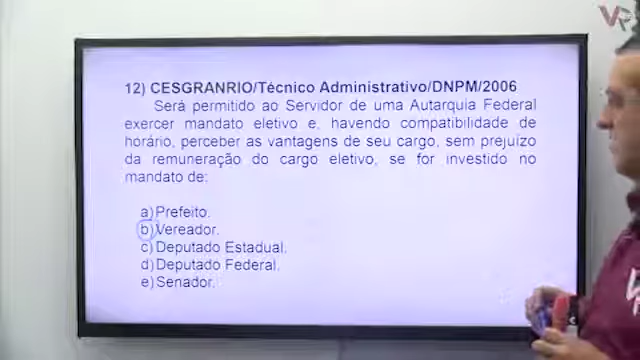 VR
12) CESGRANRIO/Técnico Administrativo/DNPM/2006
Será permitido ao Servidor de uma Autarquia Federal
exercer mandato eletivo e, havendo compatibilidade de
horário, perceber as vantagens de seu cargo, sem prejuízo
da remuneração do cargo eletivo, se for investido no
mandato de:
a) Prefeito.
b) Vereador.
c) Deputado Estadual.
d) Deputado Federal.
e) Senador.